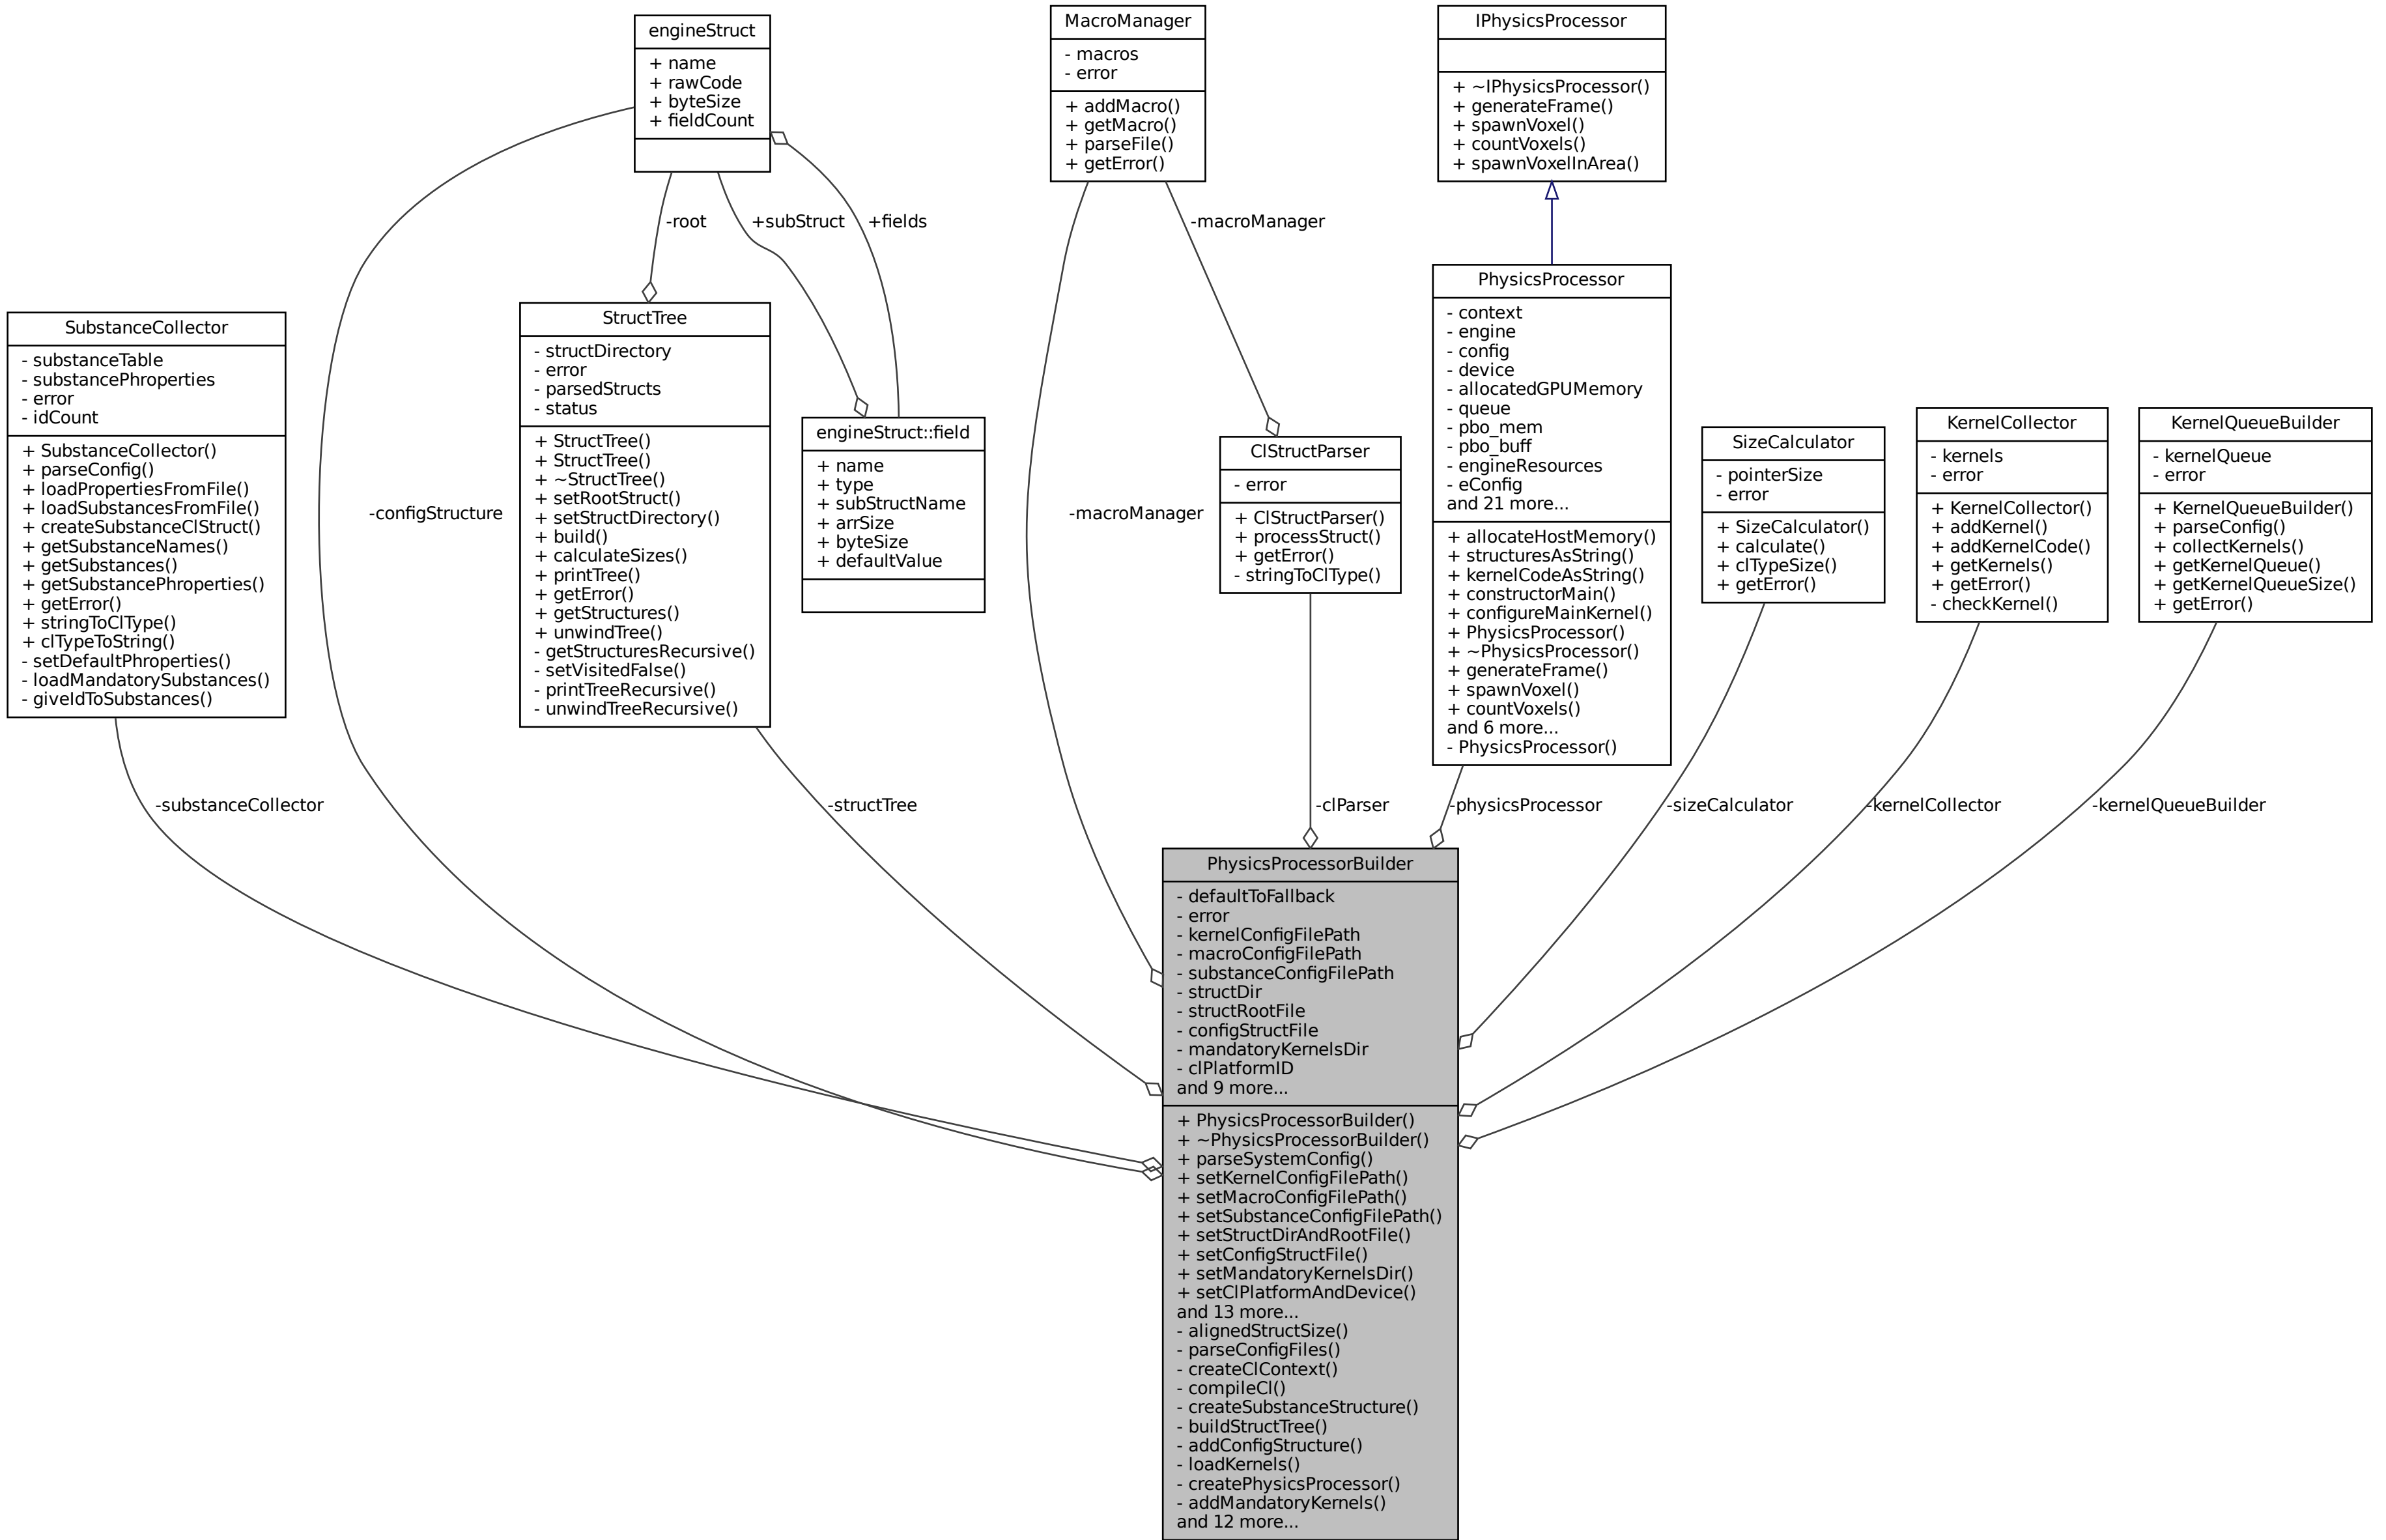 engineStruct
+ name
+ rawCode
+ byteSize
+ fieldCount
MacroManager
- macros
- error
+ addMacro()
+ getMacro()
+ parseFile()
+ getError()
IPhysicsProcessor
+ ~IPhysicsProcessor()
+ generateFrame()
+ spawnVoxel()
+ countVoxels()
+ spawnVoxelInArea()
-root
+subStruct
+fields
-macroManager
SubstanceCollector
- substanceTable
- substancePhroperties
- error
- idCount
+ SubstanceCollector()
+ parseConfig()
+ loadPropertiesFromFile()
+ loadSubstancesFromFile()
+ createSubstanceClStruct()
+ getSubstanceNames()
+ getSubstances()
+ getSubstancePhroperties()
+ getError()
+ stringToClType()
+ clTypeToString()
- setDefaultPhroperties()
- loadMandatorySubstances()
- giveIdToSubstances()
-configStructure
StructTree
- structDirectory
- error
- parsedStructs
- status
+ StructTree()
+ StructTree()
+ ~StructTree()
+ setRootStruct()
+ setStructDirectory()
+ build()
+ calculateSizes()
+ printTree()
+ getError()
+ getStructures()
+ unwindTree()
- getStructuresRecursive()
- setVisitedFalse()
- printTreeRecursive()
- unwindTreeRecursive()
engineStruct::field
+ name
+ type
+ subStructName
+ arrSize
+ byteSize
+ defaultValue
-macroManager
ClStructParser
- error
+ ClStructParser()
+ processStruct()
+ getError()
- stringToClType()
PhysicsProcessor
- context
- engine
- config
- device
- allocatedGPUMemory
- queue
- pbo_mem
- pbo_buff
- engineResources
- eConfig
and 21 more...
+ allocateHostMemory()
+ structuresAsString()
+ kernelCodeAsString()
+ constructorMain()
+ configureMainKernel()
+ PhysicsProcessor()
+ ~PhysicsProcessor()
+ generateFrame()
+ spawnVoxel()
+ countVoxels()
and 6 more...
- PhysicsProcessor()
SizeCalculator
- pointerSize
- error
+ SizeCalculator()
+ calculate()
+ clTypeSize()
+ getError()
KernelCollector
- kernels
- error
+ KernelCollector()
+ addKernel()
+ addKernelCode()
+ getKernels()
+ getError()
- checkKernel()
KernelQueueBuilder
- kernelQueue
- error
+ KernelQueueBuilder()
+ parseConfig()
+ collectKernels()
+ getKernelQueue()
+ getKernelQueueSize()
+ getError()
-substanceCollector
-structTree
-clParser
-physicsProcessor
-sizeCalculator
-kernelCollector
-kernelQueueBuilder
PhysicsProcessorBuilder
- defaultToFallback
- error
- kernelConfigFilePath
- macroConfigFilePath
- substanceConfigFilePath
- structDir
- structRootFile
- configStructFile
- mandatoryKernelsDir
- clPlatformID
and 9 more...
+ PhysicsProcessorBuilder()
+ ~PhysicsProcessorBuilder()
+ parseSystemConfig()
+ setKernelConfigFilePath()
+ setMacroConfigFilePath()
+ setSubstanceConfigFilePath()
+ setStructDirAndRootFile()
+ setConfigStructFile()
+ setMandatoryKernelsDir()
+ setClPlatformAndDevice()
and 13 more...
- alignedStructSize()
- parseConfigFiles()
- createClContext()
- compileCl()
- createSubstanceStructure()
- buildStructTree()
- addConfigStructure()
- loadKernels()
- createPhysicsProcessor()
- addMandatoryKernels()
and 12 more...